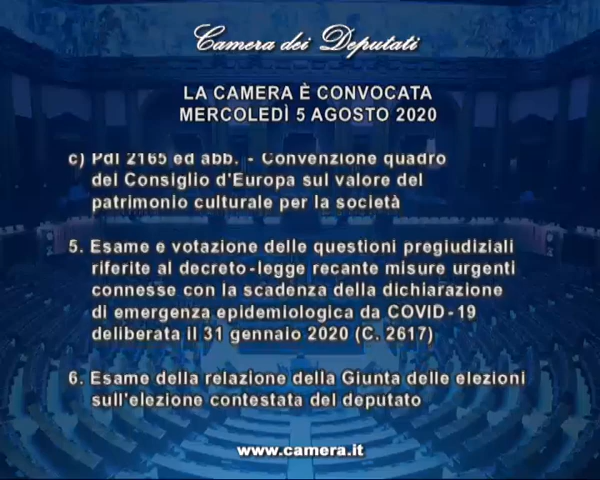 Camera dei Deputati
LA CAMERA È CONVOCATA
MERCOLEDÌ 5 AGOSTO 2020
c) Pdl 2165 ed abb. - Convenzione quadro
del Consiglio d'Europa sul valore del
patrimonio culturale per la società
5. Esame e votazione delle questioni pregiudiziali
riferite al decreto-legge recante misure urgenti
connesse con la scadenza della dichiarazione
di emergenza epidemiologica da COVID-19
deliberata il 31 gennaio 2020 (C. 2617)
6. Esame della relazione della Giunta delle elezioni
sull'elezione contestata del deputato
www.camera.it